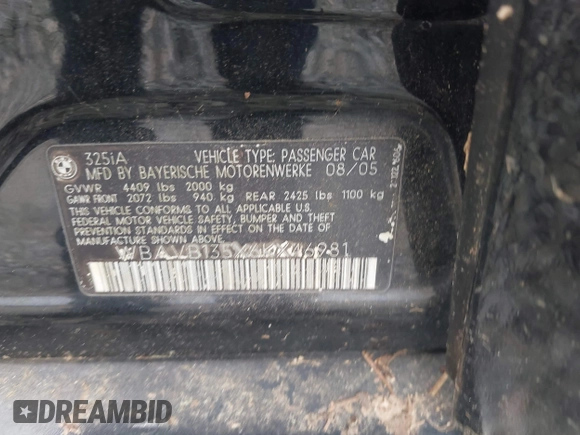 325iA VEHICLE TYPE: PASSENGER CAR
MFD BY BAYERISCHE MOTORENWERKE 08/05
GVWR 4409 lbs 2000 kg
GAWR FRONT 2072 lbs 940 kg REAR 2425 lbs 1100 kg
THIS VEHICLE CONFORMS TO ALL APPLICABLE U.S.
FEDERAL MOTOR VEHICLE SAFETY, BUMPER AND THEFT
PREVENTION STANDARDS IN EFFECT ON THE DATE OF
MANUFACTURE SHOWN ABOVE.
DREAMBID